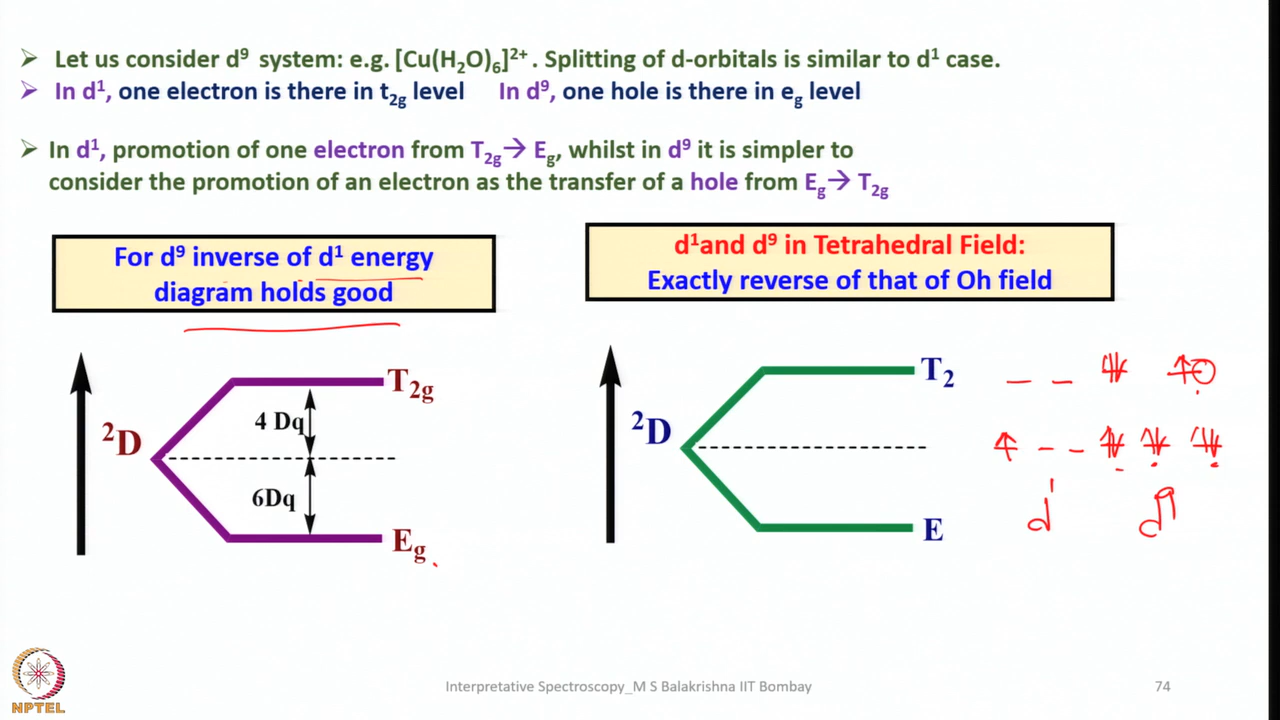 ➢ Let us consider d⁹ system: e.g. [Cu(H₂O)₆]²⁺ . Splitting of d-orbitals is similar to d¹ case.
➢ In d¹, one electron is there in t₂g level In d⁹, one hole is there in eg level
➢ In d¹, promotion of one electron from T₂g→ Eg, whilst in d⁹ it is simpler to
consider the promotion of an electron as the transfer of a hole from Eg→ T₂g
For d⁹ inverse of d¹ energy
diagram holds good
d¹and d⁹ in Tetrahedral Field:
Exactly reverse of that of Oh field
T₂g
4 Dq
²D
6Dq
Eg
T₂
²D
E
d¹ d⁹
NPTEL
Interpretative Spectroscopy_M S Balakrishna IIT Bombay
74